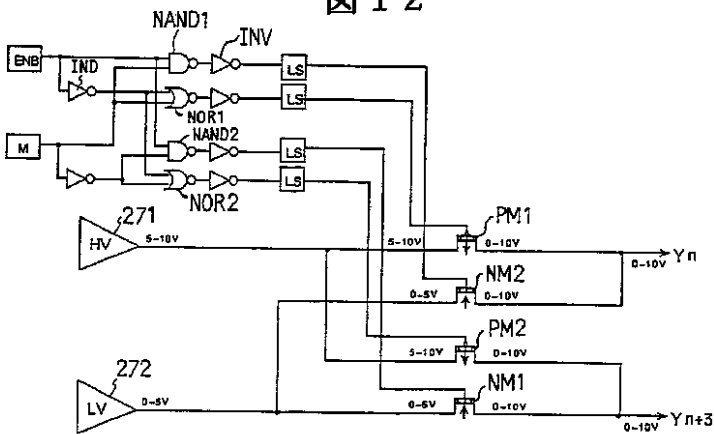 図12
NAND1
INV
ENB
IND
LS
LS
NOR1
NAND2
M
LS
LS
NOR2
271
HV
5-10V
5-10V
PM1
0-10V
Yn
0-10V
NM2
0-5V
0-10V
PM2
5-10V
0-10V
272
LV
0-5V
NM1
0-5V
0-10V
Yn+3
0-10V